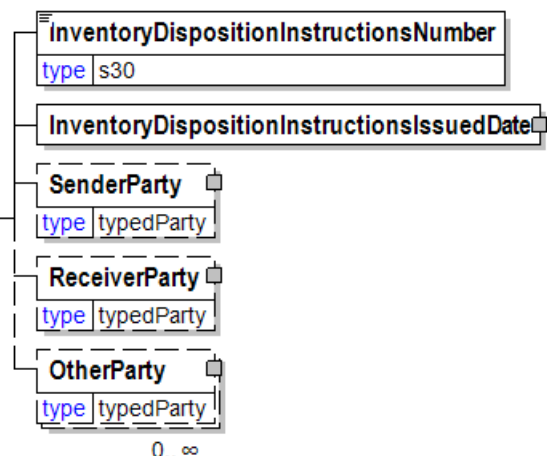 InventoryDispositionInstructionsNumber
type s30
InventoryDispositionInstructionsIssuedDate
SenderParty
type typedParty
ReceiverParty
type typedParty
OtherParty
type typedParty
0..∞